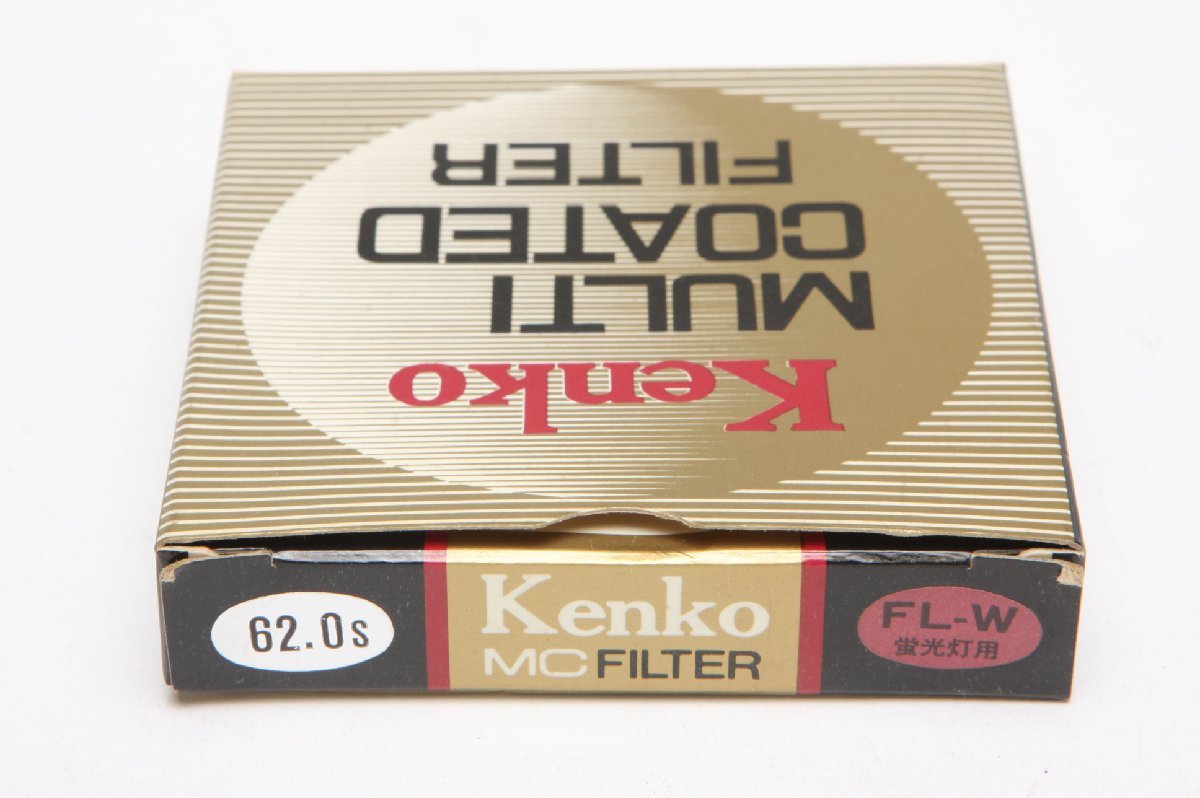 Kenko
MULTI
COATED
FILTER
62.0s
Kenko
MC FILTER
FL-W
蛍光灯用